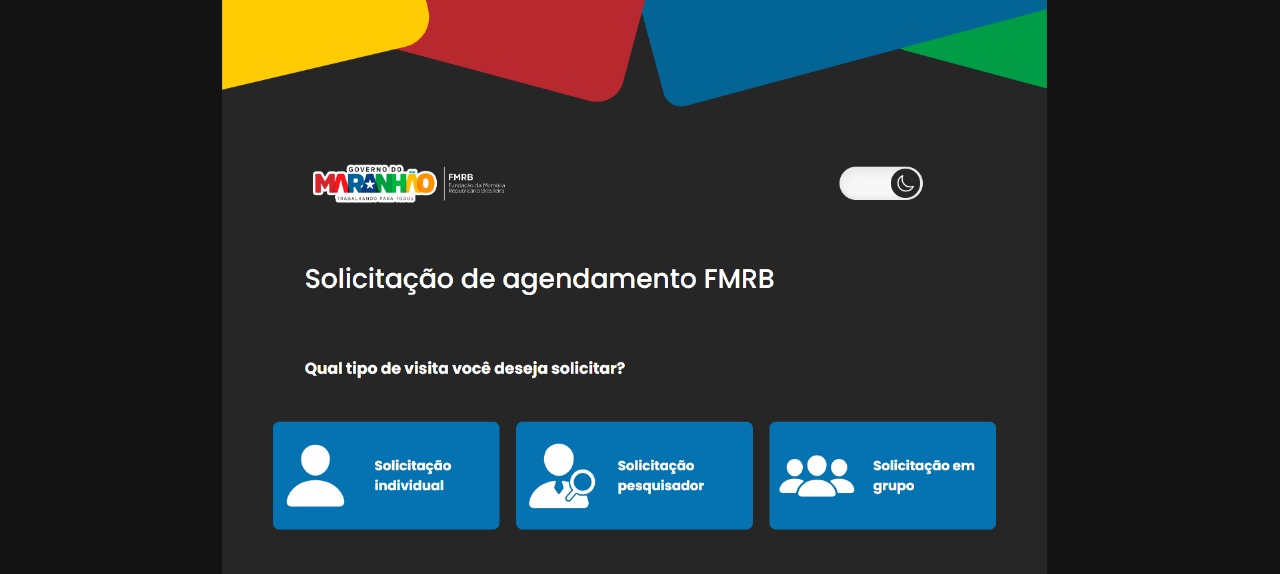 GOVERNO DO
MARANHÃO
TRABALHANDO PARA TODOS
FMRB
Fundação da Memória
Republicana Brasileira
Solicitação de agendamento FMRB
Qual tipo de visita você deseja solicitar?
Solicitação
individual
Solicitação
pesquisador
Solicitação em
grupo